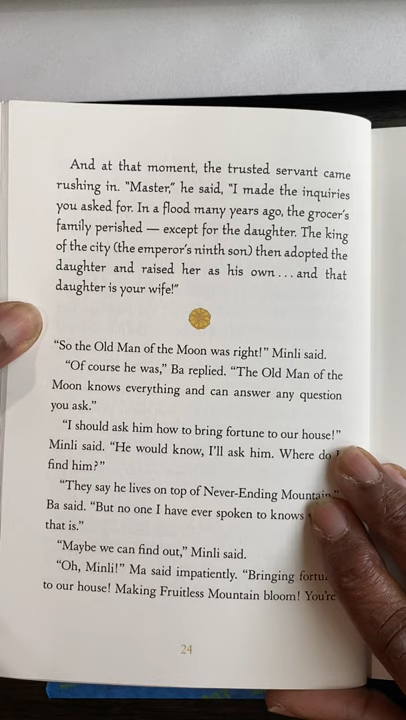 And at that moment, the trusted servant came
rushing in. "Master," he said, "I made the inquiries
you asked for. In a flood many years ago, the grocer's
family perished — except for the daughter. The king
of the city (the emperor's ninth son) then adopted the
daughter and raised her as his own . . . and that
daughter is your wife!"
"So the Old Man of the Moon was right!" Minli said.
"Of course he was," Ba replied. "The Old Man of the
Moon knows everything and can answer any question
you ask."
"I should ask him how to bring fortune to our house!"
Minli said. "He would know, I'll ask him. Where do
find him?"
"They say he lives on top of Never-Ending Mountain,"
Ba said. "But no one I have ever spoken to knows
that is."
"Maybe we can find out," Minli said.
"Oh, Minli!" Ma said impatiently. "Bringing
to our house! Making Fruitless Mountain bloom! You're
24